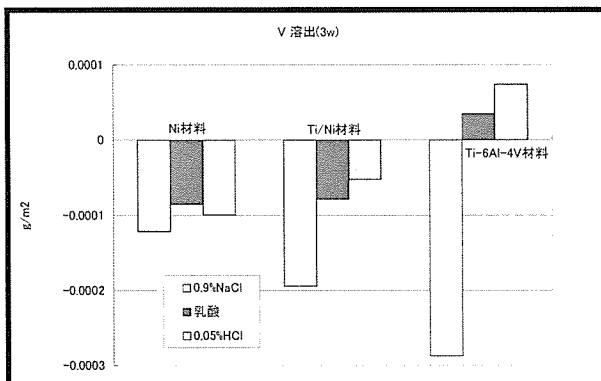 V 溶出(3w)
0.0001
0
-0.0001
-0.0002
-0.0003
g/m2
Ni材料
Ti/Ni材料
Ti-6Al-4V材料
0.9%NaCl
乳酸
0.05%HCl